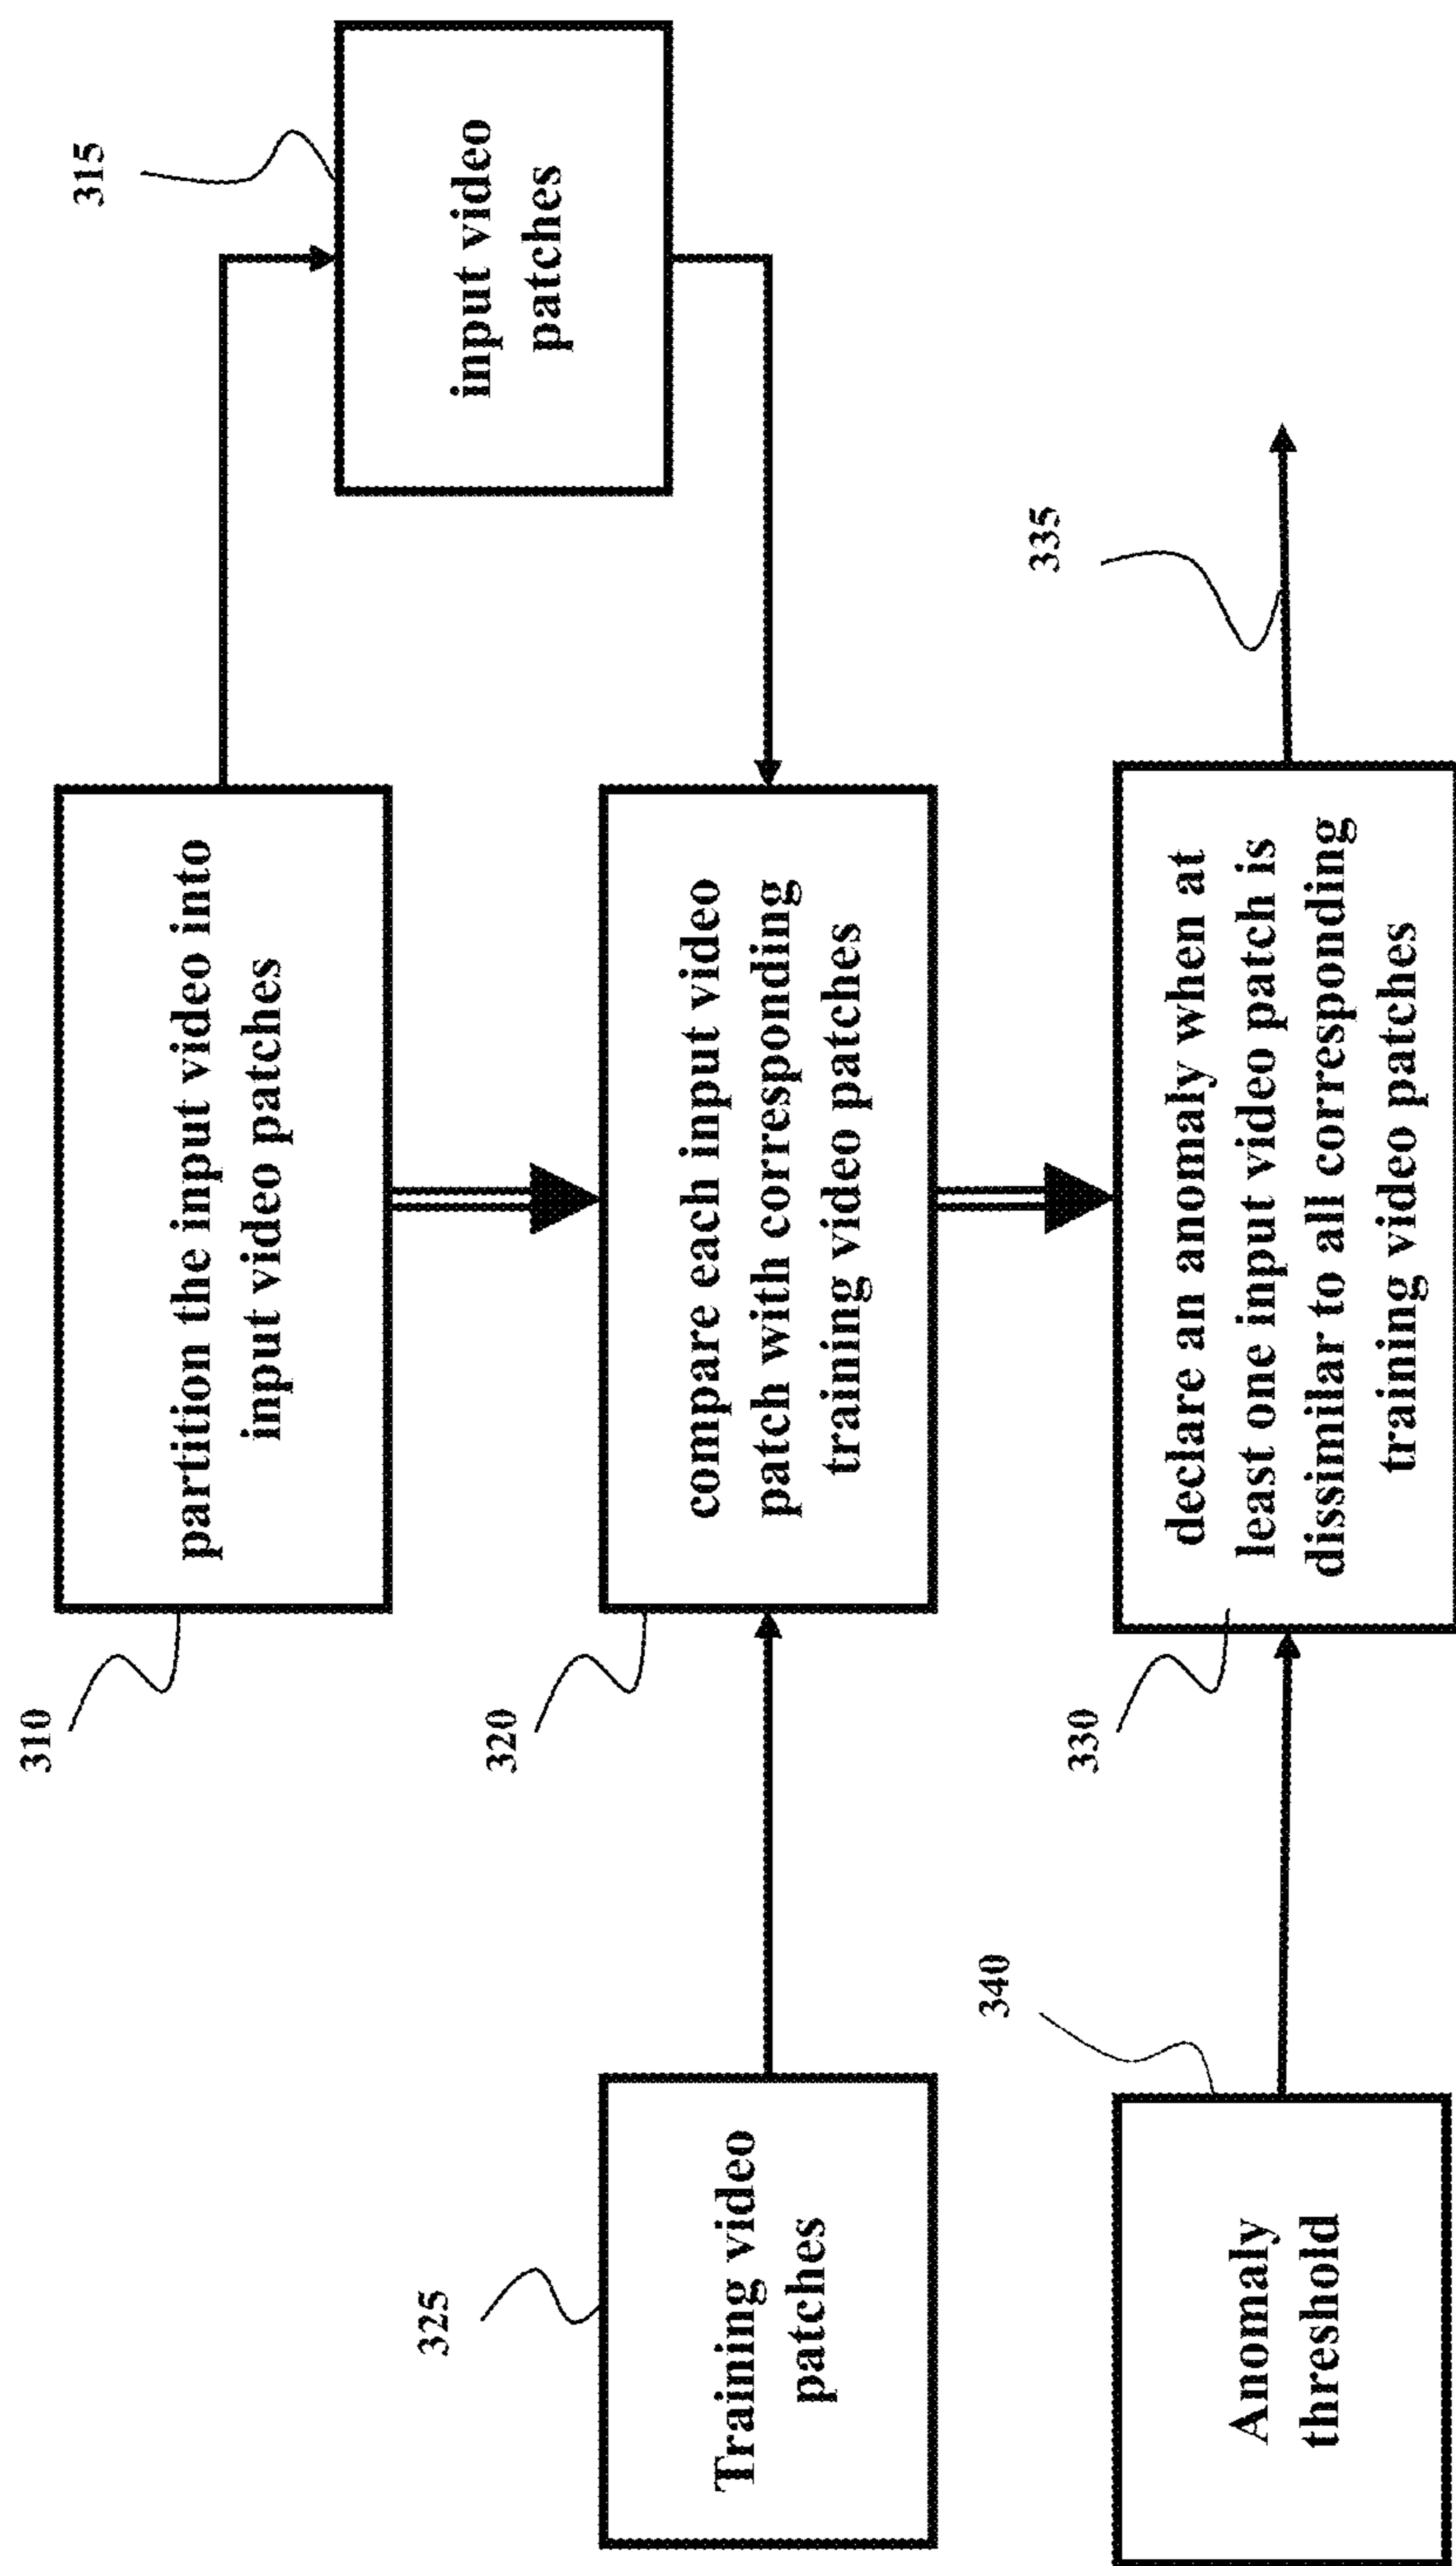 310
partition the input video into
input video patches
315
input video
patches
325
Training video
patches
320
compare each input video
patch with corresponding
training video patches
340
Anomaly
threshold
330
declare an anomaly when at
least one input video patch is
dissimilar to all corresponding
training video patches
335